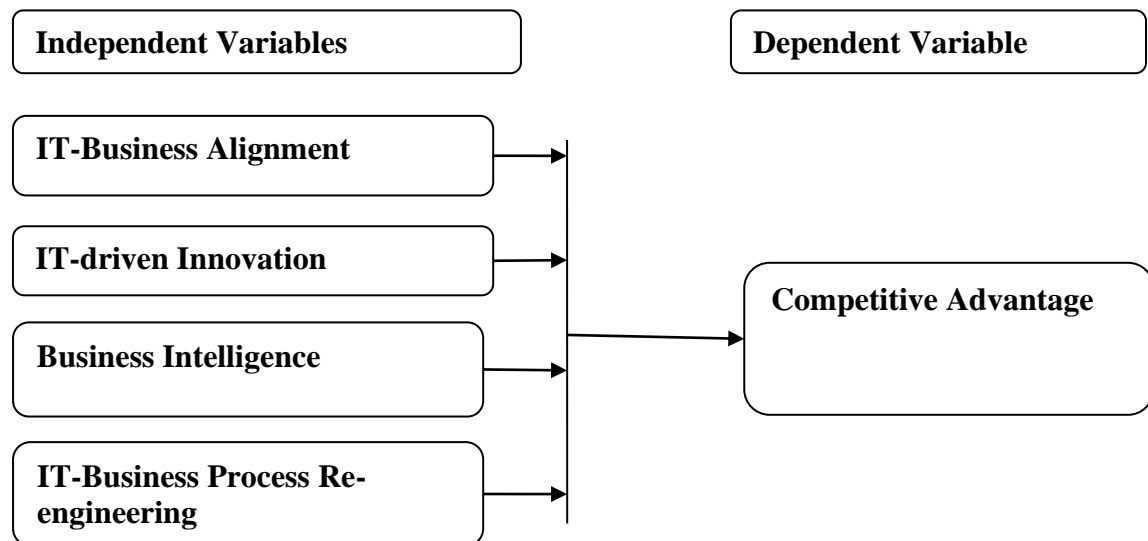 Independent Variables
Dependent Variable
IT-Business Alignment
IT-driven Innovation
Competitive Advantage
Business Intelligence
IT-Business Process Re-
engineering